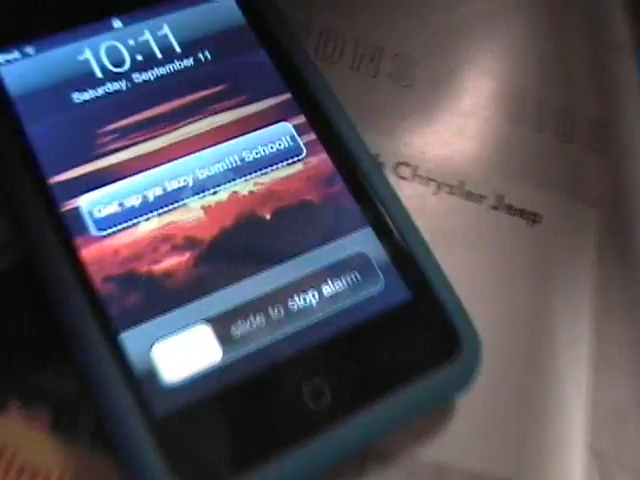 10:11
Saturday, September 11
Get up ya lazy bum!!! School!!
slide to stop alarm
Chrysler Jeep